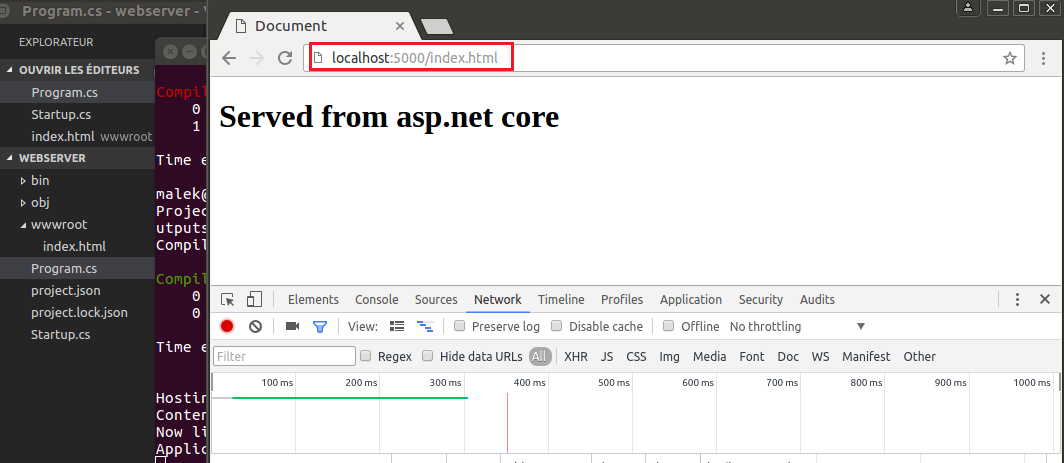 Program.cs - webserver - V
EXPLORATEUR
OUVRIR LES ÉDITEURS
Program.cs
Startup.cs
index.html wwwroot
WEBSERVER
bin
obj
wwwroot
index.html
Program.cs
project.json
project.lock.json
Startup.cs
Compil
0
1
Time e
malek@
Projec
utputs
Compil
Compil
0
0
Time e
Hostin
Conten
Now li
Applic
Document
localhost:5000/index.html
Served from asp.net core
Elements Console Sources Network Timeline Profiles Application Security Audits
View: Preserve log Disable cache Offline No throttling
Filter Regex Hide data URLs All XHR JS CSS Img Media Font Doc WS Manifest Other
100 ms 200 ms 300 ms 400 ms 500 ms 600 ms 700 ms 800 ms 900 ms 1000 ms